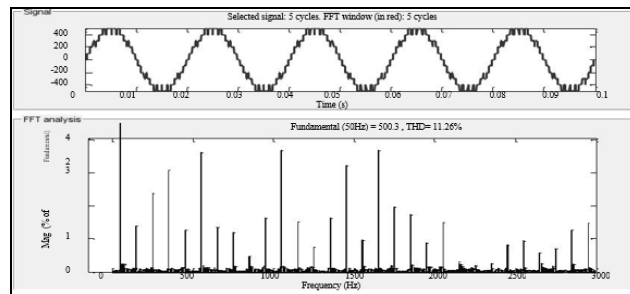 Signal
Selected signal: 5 cycles. FFT window (in red): 5 cycles
400
200
0
-200
-400
0 0.01 0.02 0.03 0.04 0.05 0.06 0.07 0.08 0.09 0.1
Time (s)
FFT analysis
Fundamental (50Hz) = 500.3 , THD= 11.26%
Mag (% of
Fundamental)
4
3
2
1
0
0 500 1000 1500 2000 2500 3000
Frequency (Hz)